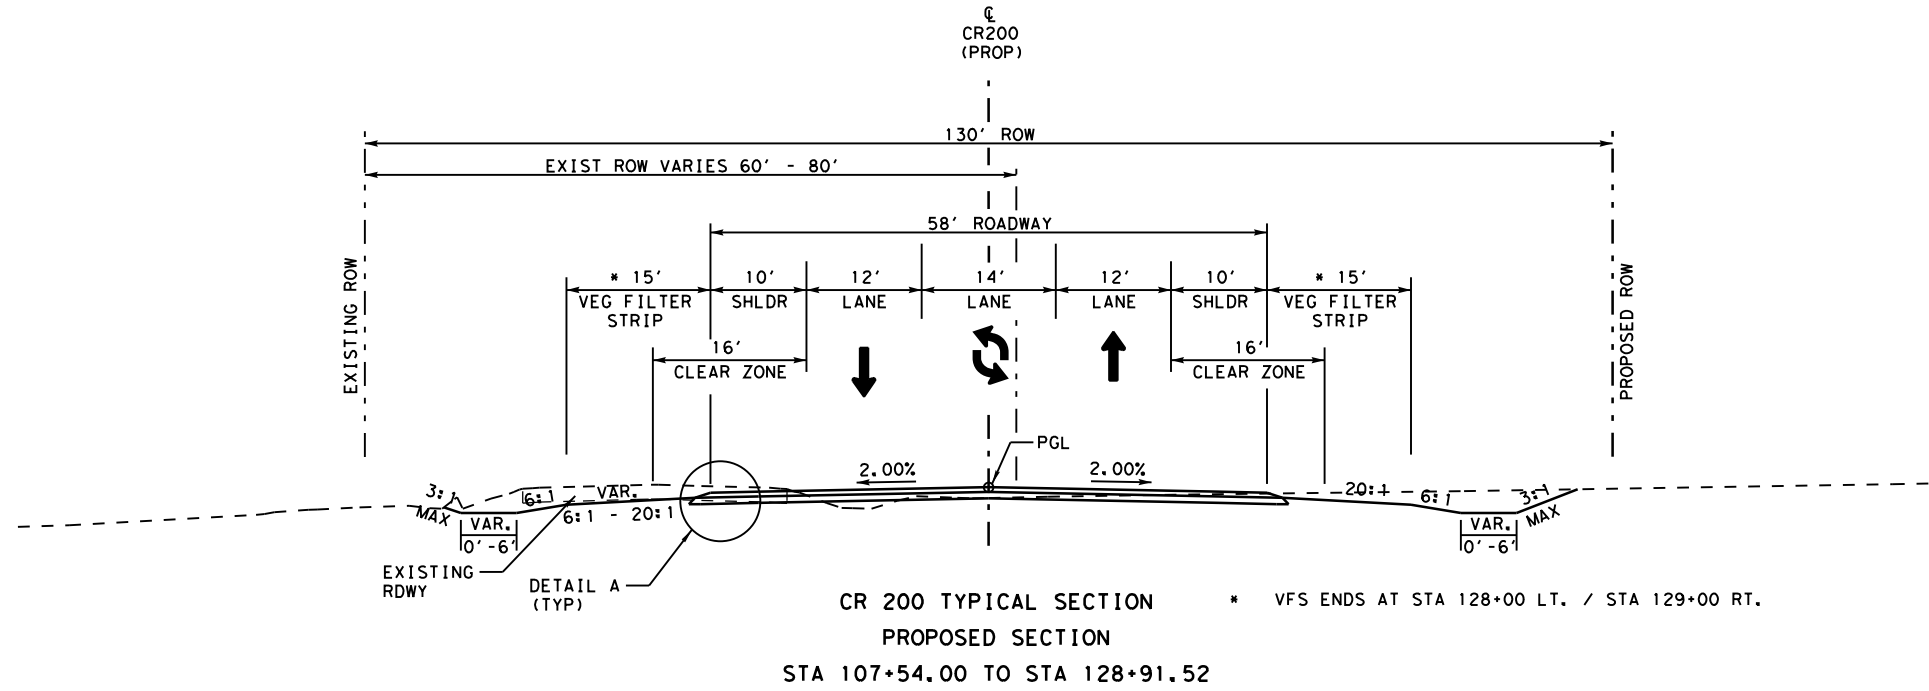 ℄
CR200
(PROP)
130' ROW
EXIST ROW VARIES 60' - 80'
58' ROADWAY
EXISTING ROW
PROPOSED ROW
* 15' 10' 12' 14' 12' 10' * 15'
VEG FILTER SHLDR LANE LANE LANE SHLDR VEG FILTER
STRIP STRIP
16' 16'
CLEAR ZONE CLEAR ZONE
PGL
2.00% 2.00%
3:1 6:1 VAR. 20:1 6:1 3:1
MAX 6:1 - 20:1 MAX
VAR. VAR.
0'-6' 0'-6'
EXISTING
RDWY
DETAIL A
(TYP)
CR 200 TYPICAL SECTION
* VFS ENDS AT STA 128+00 LT. / STA 129+00 RT.
PROPOSED SECTION
STA 107+54.00 TO STA 128+91.52